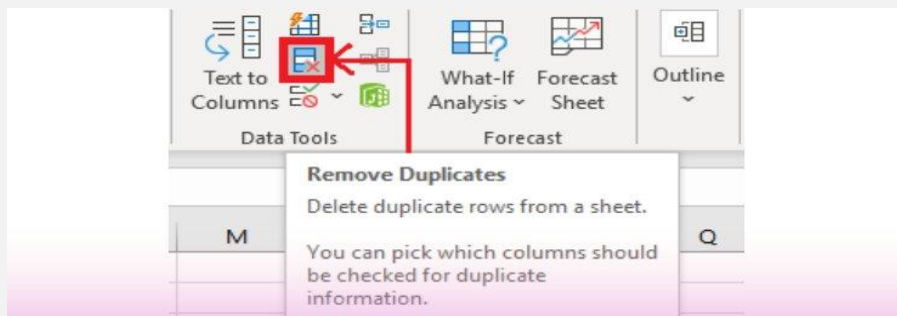 Text to
Columns
What-If
Analysis
Forecast
Sheet
Outline
Data Tools
Forecast
Remove Duplicates
Delete duplicate rows from a sheet.
M
Q
You can pick which columns should
be checked for duplicate
information.